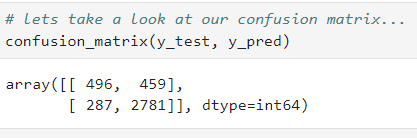 # lets take a look at our confusion matrix...
confusion_matrix(y_test, y_pred)
array([[ 496,  459],
       [ 287, 2781]], dtype=int64)